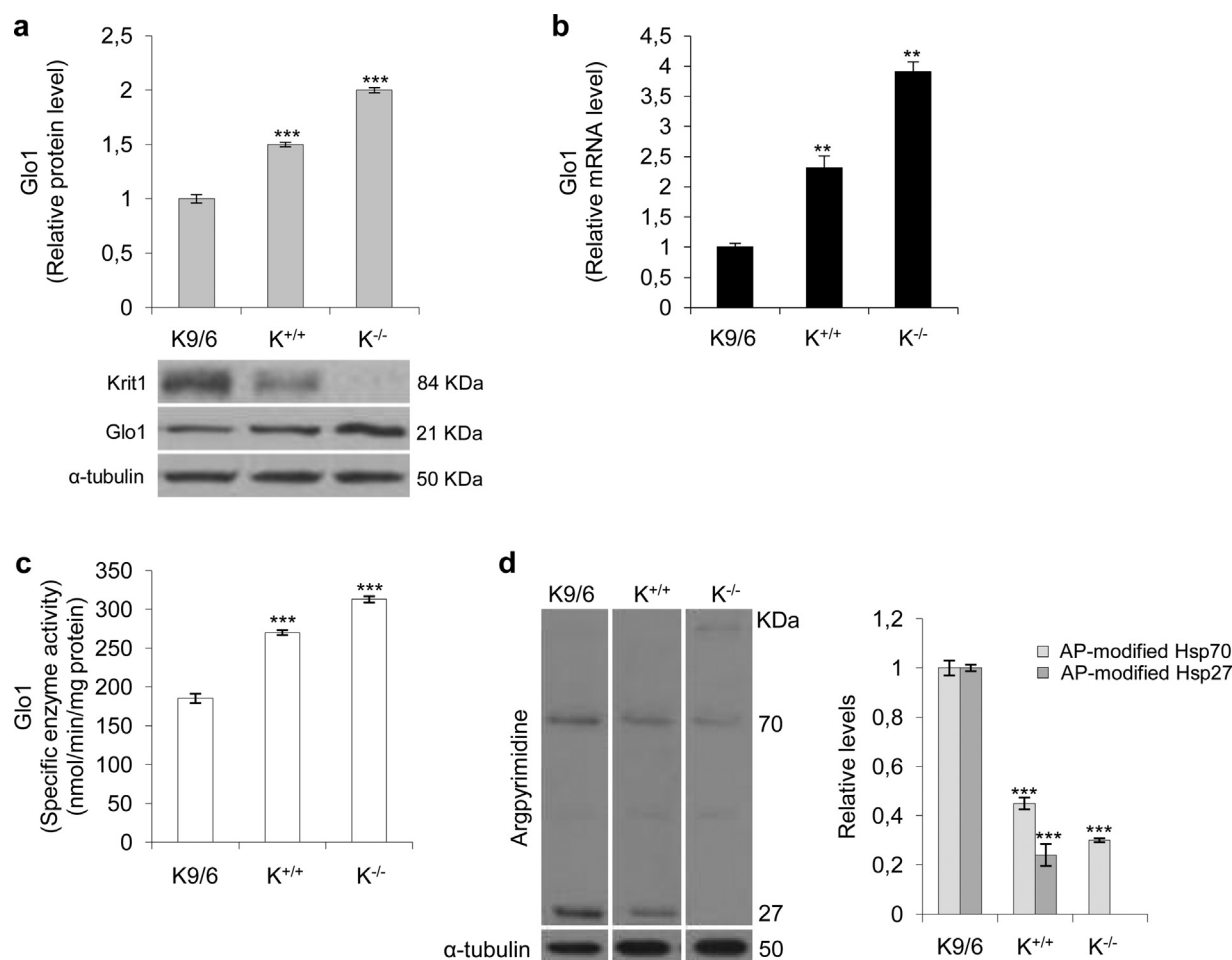 a
2,5
2
1,5
1
0,5
0
Glo1
(Relative protein level)
***
***
K9/6 K+/+ K-/-
Krit1 84 KDa
Glo1 21 KDa
α-tubulin 50 KDa
b
4,5
4
3,5
3
2,5
2
1,5
1
0,5
0
Glo1
(Relative mRNA level)
**
**
K9/6 K+/+ K-/-
c
350
300
250
200
150
100
50
0
Glo1
(Specific enzyme activity)
(nmol/min/mg protein)
***
***
K9/6 K+/+ K-/-
d
K9/6 K+/+ K-/-
KDa
70
27
Argpyrimidine
α-tubulin 50
1,2
1
0,8
0,6
0,4
0,2
0
Relative levels
AP-modified Hsp70
AP-modified Hsp27
***
***
***
K9/6 K+/+ K-/-